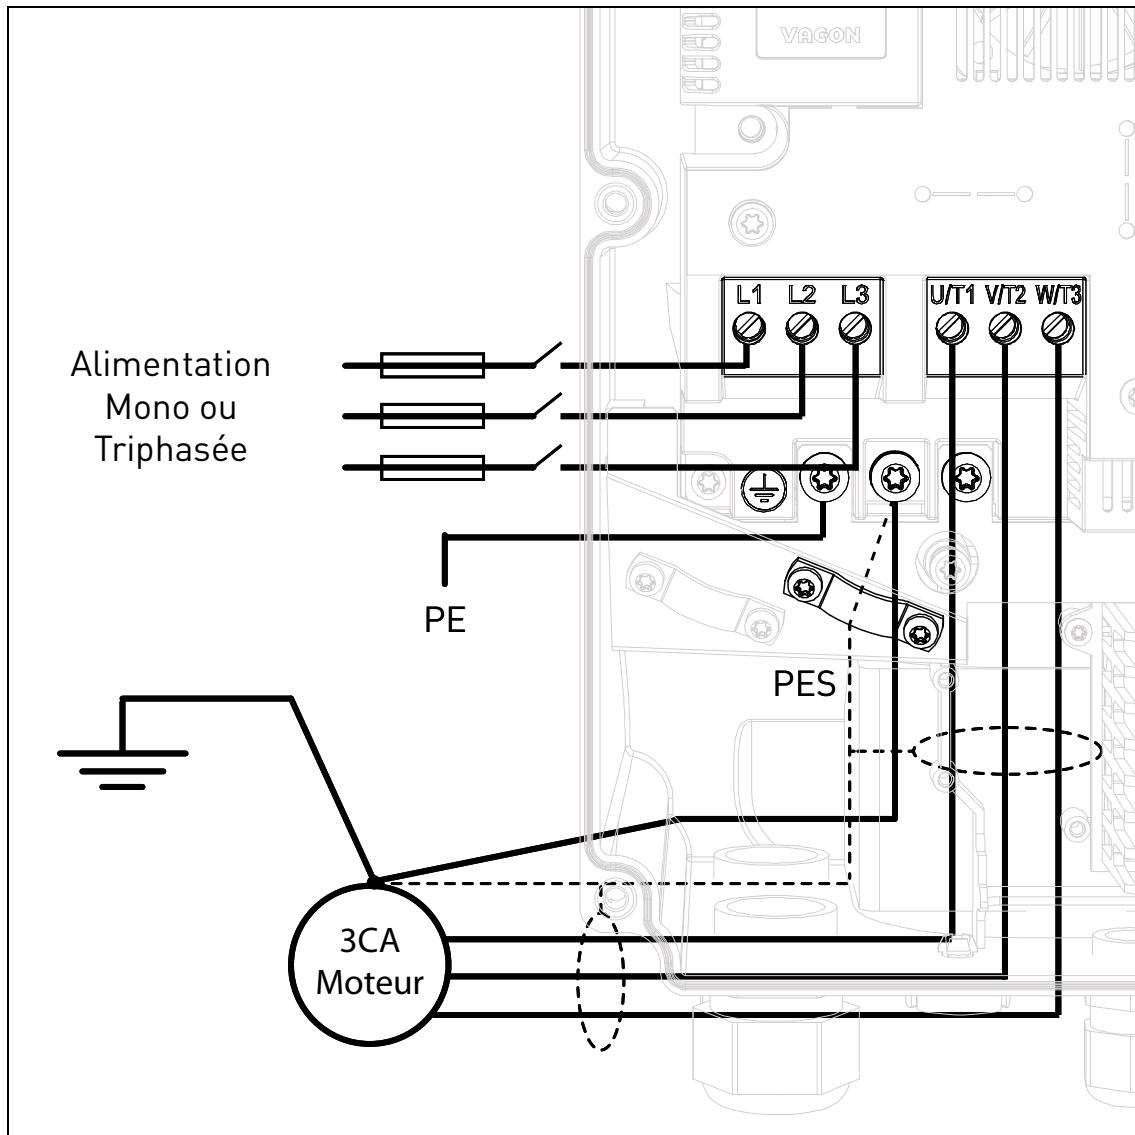 VACON
L1 L2 L3
U/T1 V/T2 W/T3
Alimentation
Mono ou
Triphasée
PE
PES
3CA
Moteur